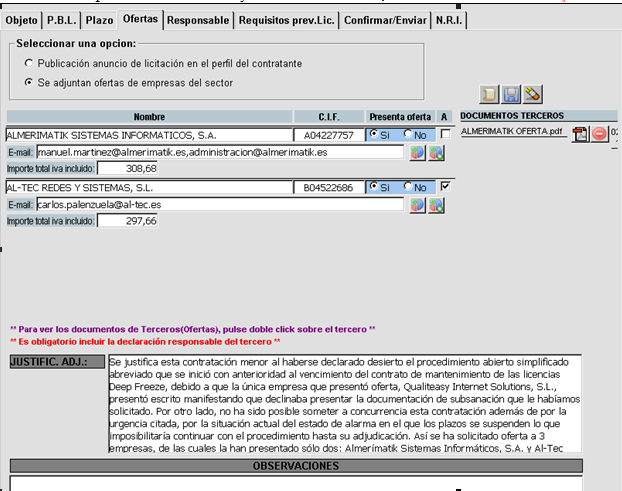 Objeto P.B.L. Plazo Ofertas Responsable Requisitos prev.Lic. Confirmar/Enviar N.R.I.
Seleccionar una opcion:
Publicación anuncio de licitación en el perfil del contratante
Se adjuntan ofertas de empresas del sector
Nombre C.I.F. Presenta oferta A DOCUMENTOS TERCEROS
ALMERIMATIK SISTEMAS INFORMATICOS, S.A. A04227757 Si No ALMERIMATIK OFERTA.pdf
E-mail: manuel.martinez@almerimatik.es,administracion@almerimatik.es
Importe total iva incluido: 308,68
AL-TEC REDES Y SISTEMAS, S.L. B04522686 Si No
E-mail: carlos.palenzuela@al-tec.es
Importe total iva incluido: 297,66
** Para ver los documentos de Terceros(Ofertas), pulse doble click sobre el tercero **
** Es obligatorio incluir la declaración responsable del tercero **
JUSTIFIC. ADJ.: Se justifica esta contratación menor al haberse declarado desierto el procedimiento abierto simplificado
abreviado que se inició con anterioridad al vencimiento del contrato de mantenimiento de las licencias
Deep Freeze, debido a que la única empresa que presentó oferta, Qualiteasy Internet Solutions, S.L.,
presentó escrito manifestando que declinaba presentar la documentación de subsanación que le habíamos
solicitado. Por otro lado, no ha sido posible someter a concurrencia esta contratación además de por la
urgencia citada, por la situación actual del estado de alarma en el que los plazos se suspenden lo que
imposibilitaría continuar con el procedimiento hasta su adjudicación. Así se ha solicitado oferta a 3
empresas, de las cuales la han presentado sólo dos: Almerímatik Sistemas Informáticos, S.A. y Al-Tec
OBSERVACIONES